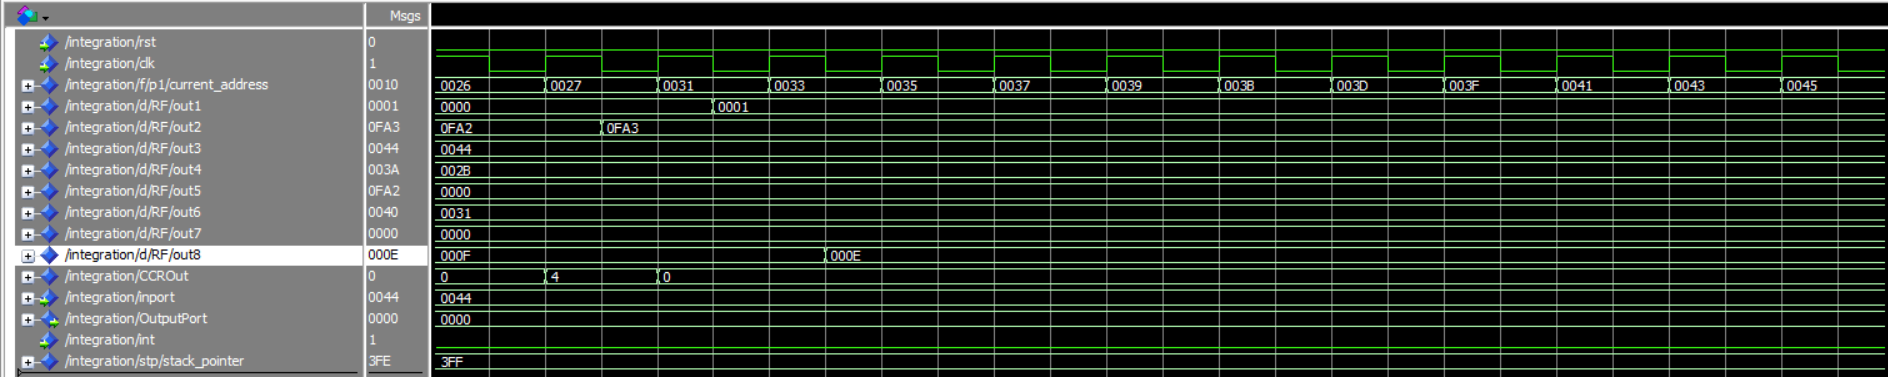 Msgs
/integration/rst 0
/integration/clk 1
/integration/f/p1/current_address 0010 0026 0027 0031 0033 0035 0037 0039 003B 003D 003F 0041 0043 0045
/integration/d/RF/out1 0001 0000 0001
/integration/d/RF/out2 0FA3 0FA2 0FA3
/integration/d/RF/out3 0044 0044
/integration/d/RF/out4 003A 002B
/integration/d/RF/out5 0FA2 0000
/integration/d/RF/out6 0040 0031
/integration/d/RF/out7 0000 0000
/integration/d/RF/out8 000E 000F 000E
/integration/CCROut 0 0 4 0
/integration/inport 0044 0044
/integration/OutputPort 0000 0000
/integration/int 1
/integration/stp/stack_pointer 3FE 3FF